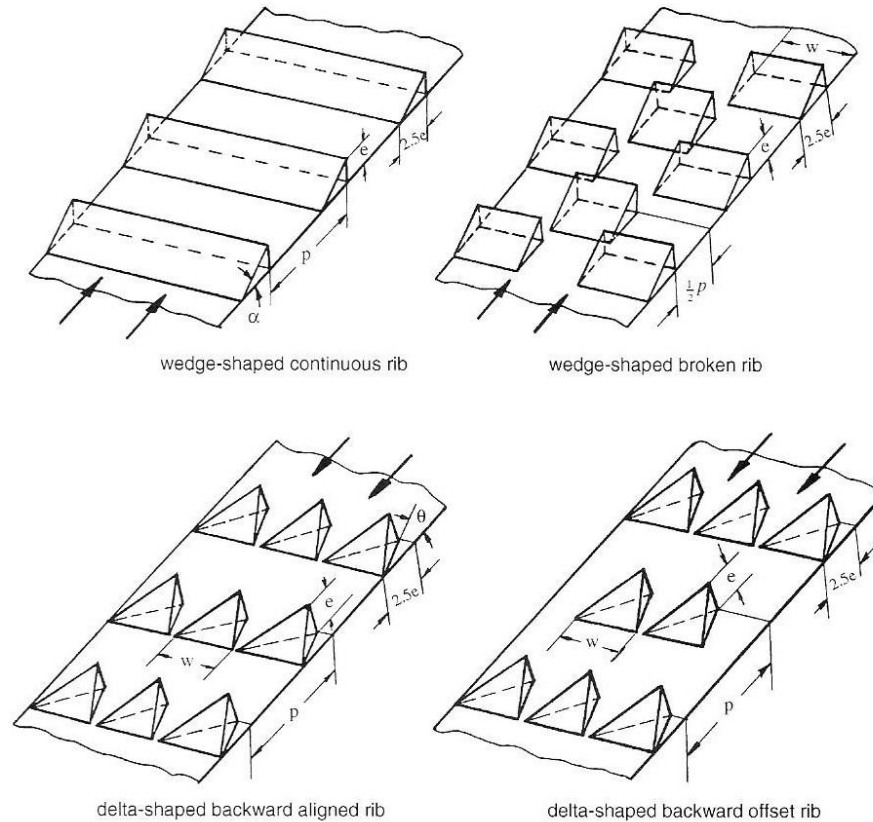 e
2.5e
p
α
wedge-shaped continuous rib
w
e
2.5e
½ p
wedge-shaped broken rib
θ
e
2.5e
w
p
delta-shaped backward aligned rib
e
2.5e
w
p
delta-shaped backward offset rib